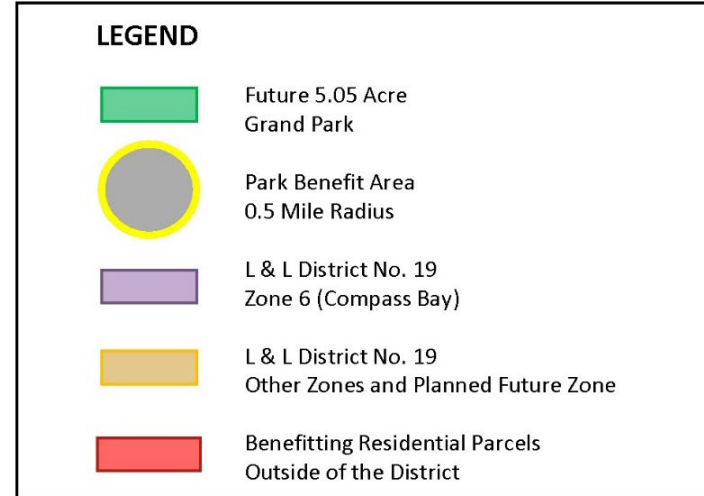 LEGEND
Future 5.05 Acre
Grand Park
Park Benefit Area
0.5 Mile Radius
L & L District No. 19
Zone 6 (Compass Bay)
L & L District No. 19
Other Zones and Planned Future Zone
Benefitting Residential Parcels
Outside of the District